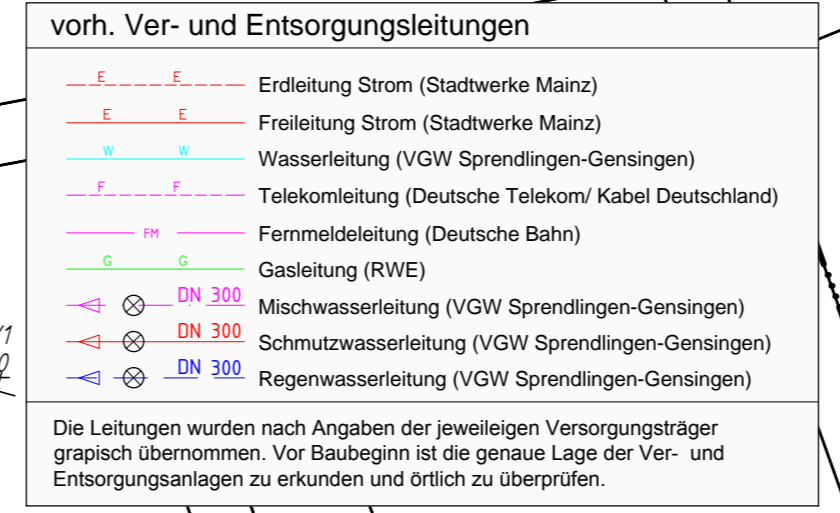 vorh. Ver- und Entsorgungsleitungen
E E Erdleitung Strom (Stadtwerke Mainz)
E E Freileitung Strom (Stadtwerke Mainz)
W W Wasserleitung (VGW Sprendlingen-Gensingen)
F F Telekomleitung (Deutsche Telekom/ Kabel Deutschland)
FM Fernmeldeleitung (Deutsche Bahn)
G G Gasleitung (RWE)
DN 300 Mischwasserleitung (VGW Sprendlingen-Gensingen)
DN 300 Schmutzwasserleitung (VGW Sprendlingen-Gensingen)
DN 300 Regenwasserleitung (VGW Sprendlingen-Gensingen)
Die Leitungen wurden nach Angaben der jeweileigen Versorgungsträger
grapisch übernommen. Vor Baubeginn ist die genaue Lage der Ver- und
Entsorgungsanlagen zu erkunden und örtlich zu überprüfen.